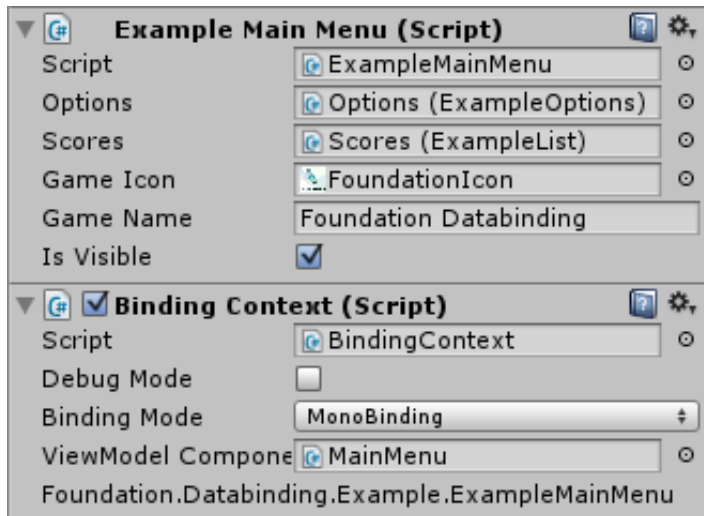 Example Main Menu (Script)
Script ExampleMainMenu
Options Options (ExampleOptions)
Scores Scores (ExampleList)
Game Icon FoundationIcon
Game Name Foundation Databinding
Is Visible
Binding Context (Script)
Script BindingContext
Debug Mode
Binding Mode MonoBinding
ViewModel Compone MainMenu
Foundation.Databinding.Example.ExampleMainMenu